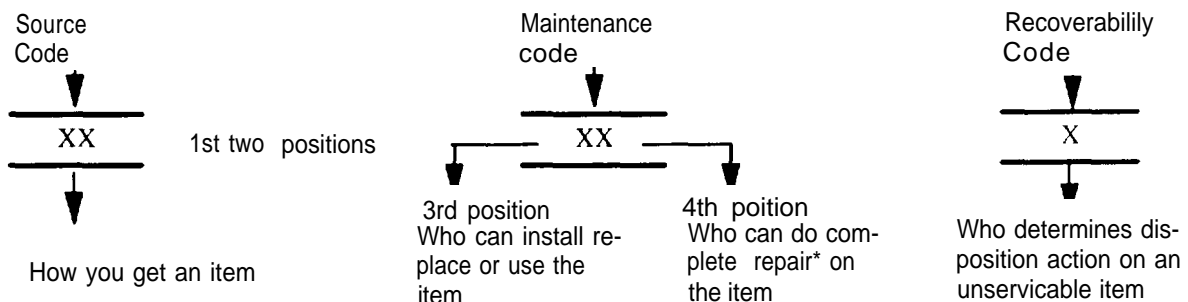 Source
Code
XX
1st two positions
How you get an item
Maintenance
code
XX
3rd position
Who can install re-
place or use the
item
4th poition
Who can do com-
plete repair* on
the item
Recoverabilily
Code
X
Who determines dis-
position action on an
unservicable item